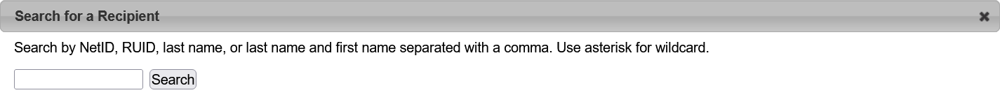 Search for a Recipient
Search by NetID, RUID, last name, or last name and first name separated with a comma. Use asterisk for wildcard.
Search